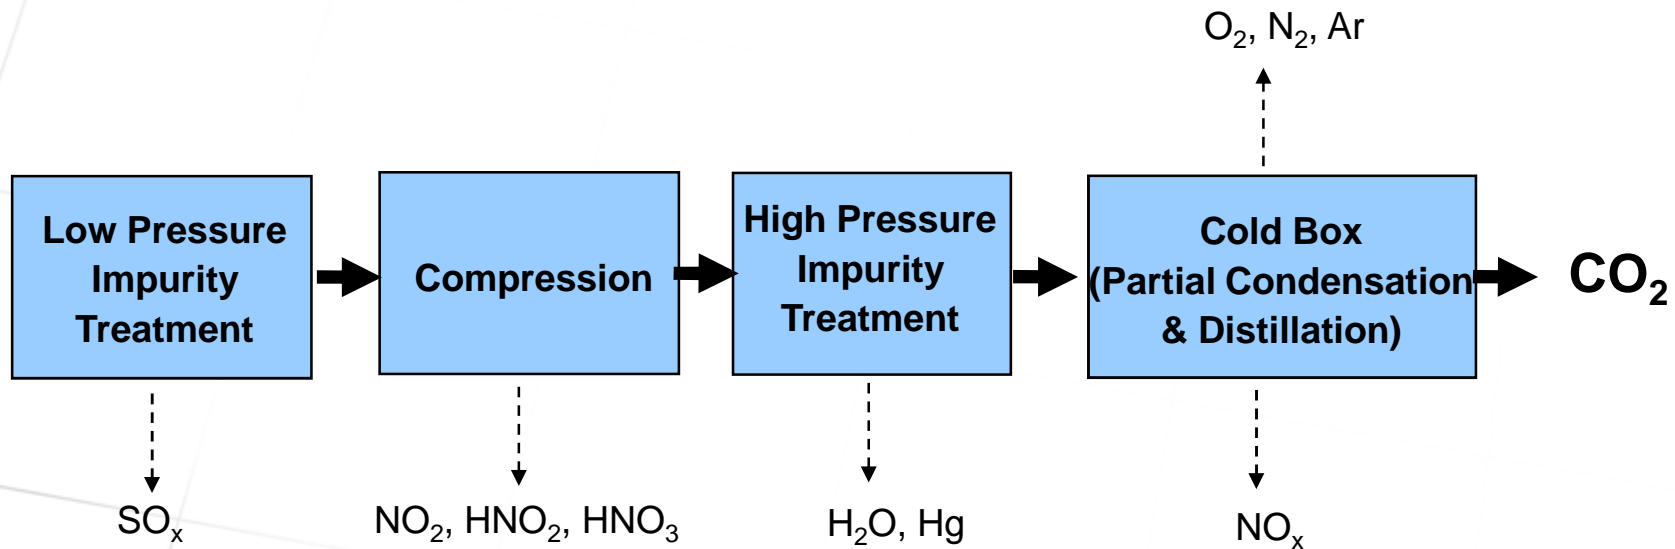 O₂, N₂, Ar
Low Pressure
Impurity
Treatment
Compression
High Pressure
Impurity
Treatment
Cold Box
(Partial Condensation
& Distillation)
CO₂
SOₓ
NO₂, HNO₂, HNO₃
H₂O, Hg
NOₓ